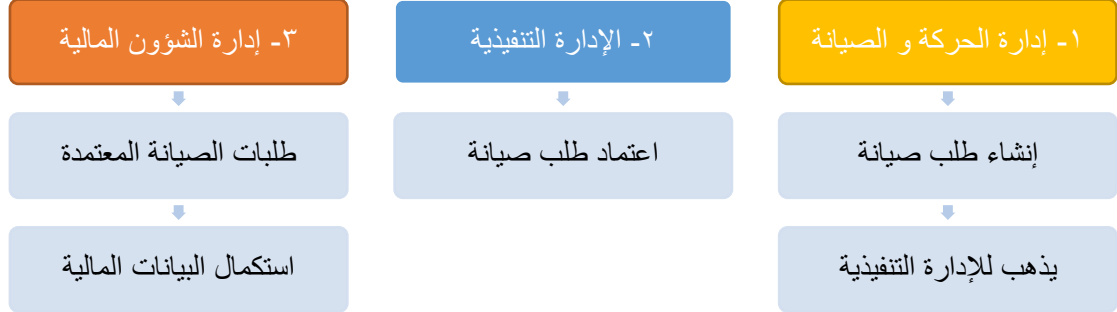 ١- إدارة الحركة و الصيانة
إنشاء طلب صيانة
يذهب للإدارة التنفيذية
٢- الإدارة التنفيذية
اعتماد طلب صيانة
٣- إدارة الشؤون المالية
طلبات الصيانة المعتمدة
استكمال البيانات المالية